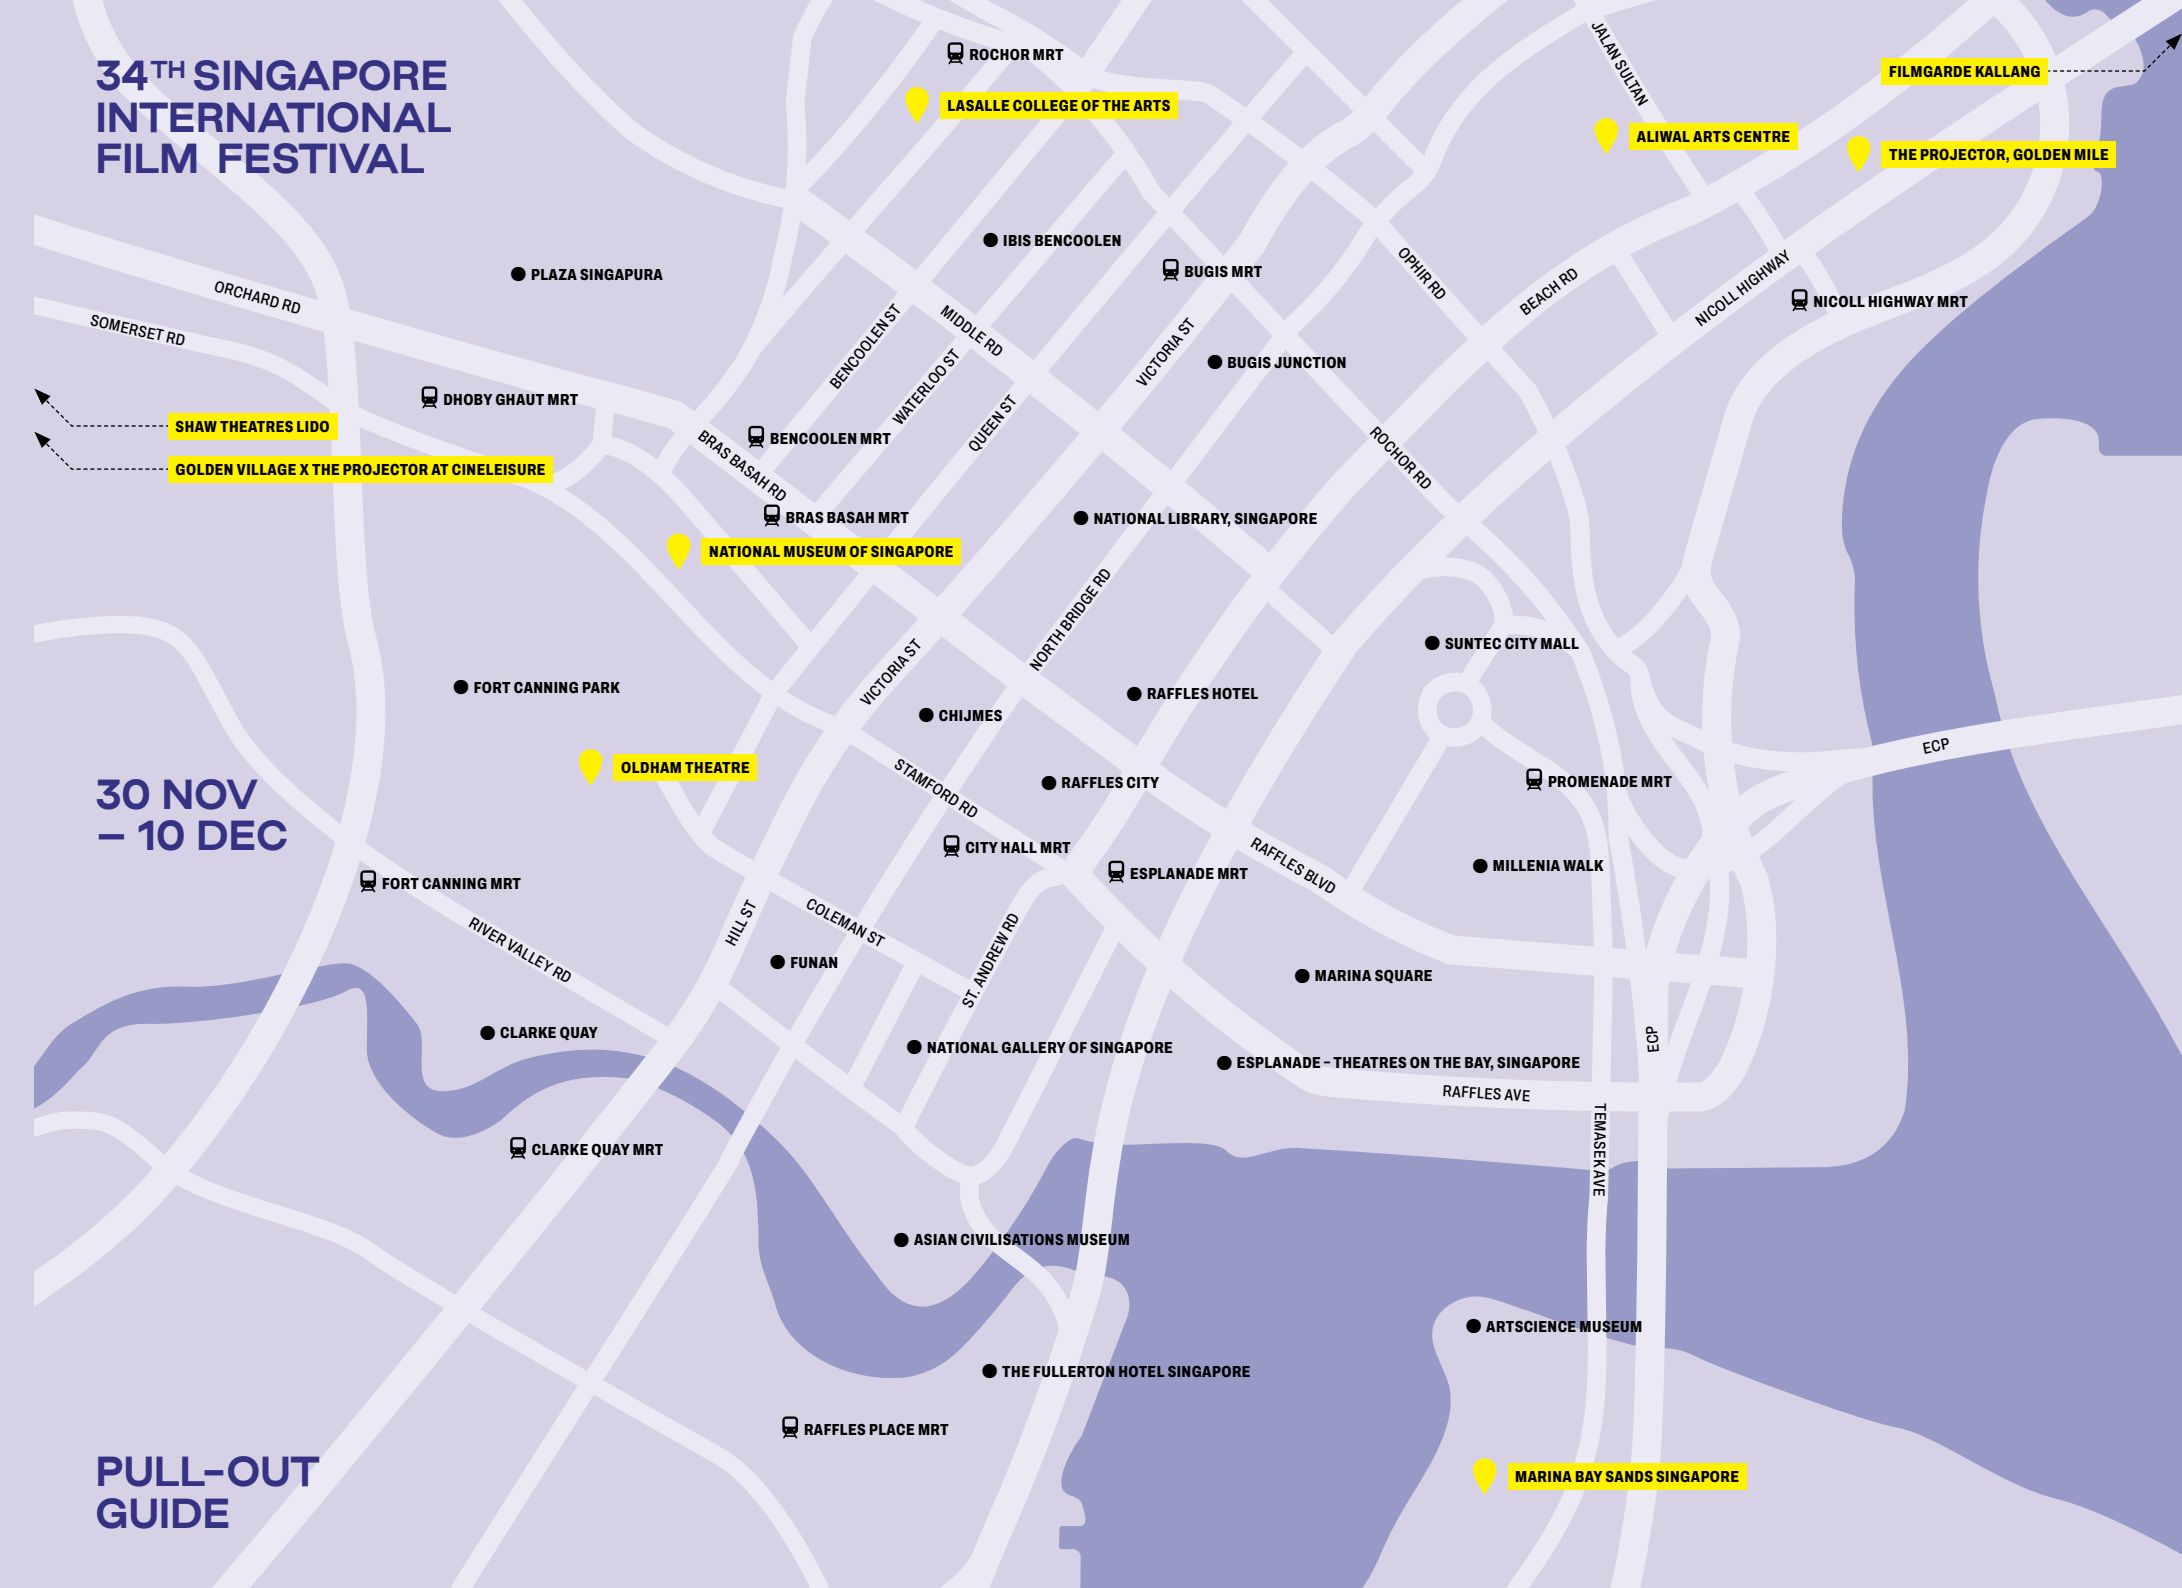 34TH SINGAPORE
INTERNATIONAL
FILM FESTIVAL
ROCHOR MRT
LASALLE COLLEGE OF THE ARTS
JALAN SULTAN
FILMGARDE KALLANG
ALIWAL ARTS CENTRE
THE PROJECTOR, GOLDEN MILE
IBIS BENCOOLEN
PLAZA SINGAPURA
BUGIS MRT
OPHIR RD
BEACH RD
NICOLL HIGHWAY
NICOLL HIGHWAY MRT
ORCHARD RD
SOMERSET RD
BENCOOLEN ST
MIDDLE RD
WATERLOO ST
VICTORIA ST
BUGIS JUNCTION
DHOBY GHAUT MRT
SHAW THEATRES LIDO
GOLDEN VILLAGE X THE PROJECTOR AT CINELEISURE
BRAS BASAH RD
BENCOOLEN MRT
QUEEN ST
ROCHOR RD
BRAS BASAH MRT
NATIONAL LIBRARY, SINGAPORE
NATIONAL MUSEUM OF SINGAPORE
NORTH BRIDGE RD
SUNTEC CITY MALL
VICTORIA ST
FORT CANNING PARK
RAFFLES HOTEL
CHIJMES
ECP
OLDHAM THEATRE
STAMFORD RD
RAFFLES CITY
PROMENADE MRT
30 NOV
– 10 DEC
CITY HALL MRT
ESPLANADE MRT
RAFFLES BLVD
MILLENIA WALK
FORT CANNING MRT
RIVER VALLEY RD
HILL ST
COLEMAN ST
ST. ANDREW RD
FUNAN
MARINA SQUARE
CLARKE QUAY
NATIONAL GALLERY OF SINGAPORE
ESPLANADE – THEATRES ON THE BAY, SINGAPORE
ECP
RAFFLES AVE
TEMASEK AVE
CLARKE QUAY MRT
ASIAN CIVILISATIONS MUSEUM
ARTSCIENCE MUSEUM
THE FULLERTON HOTEL SINGAPORE
RAFFLES PLACE MRT
PULL-OUT
GUIDE
MARINA BAY SANDS SINGAPORE